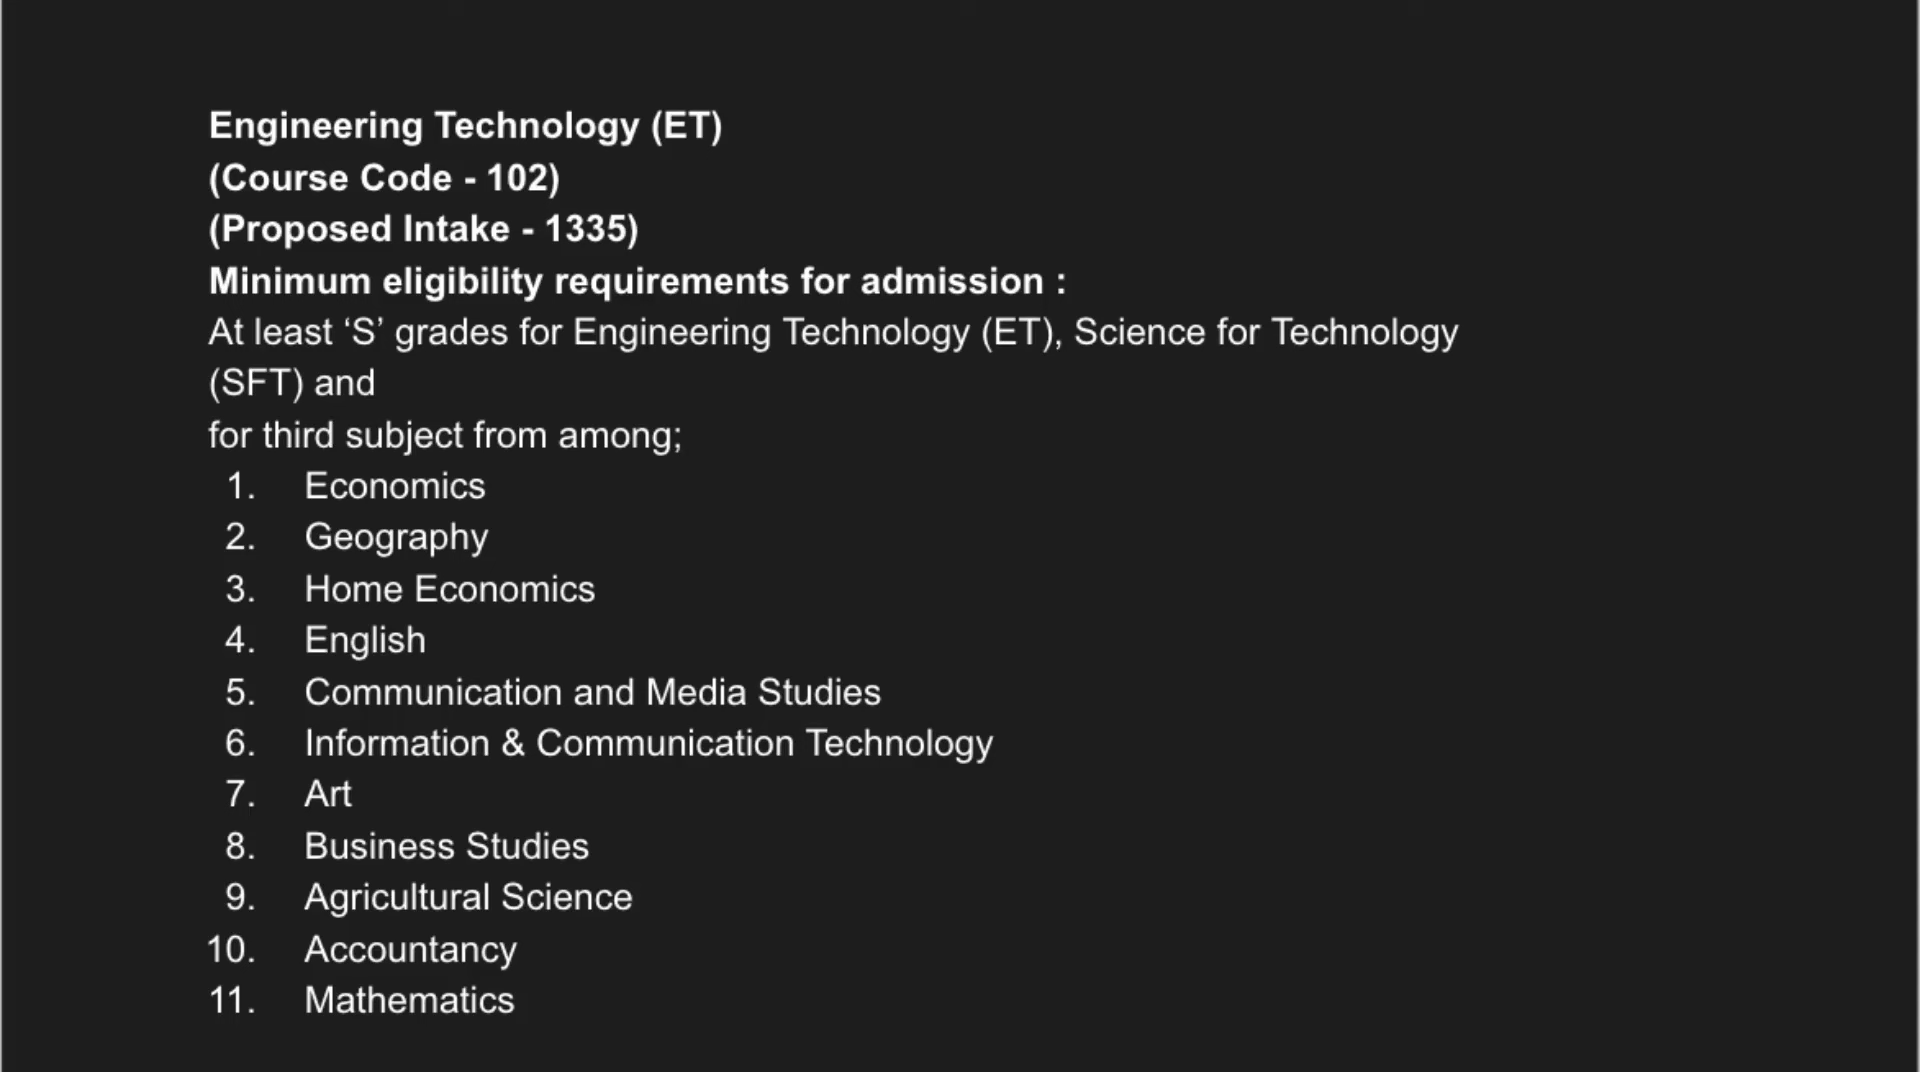 Engineering Technology (ET)
(Course Code - 102)
(Proposed Intake - 1335)
Minimum eligibility requirements for admission :
At least ‘S’ grades for Engineering Technology (ET), Science for Technology
(SFT) and
for third subject from among;
1. Economics
2. Geography
3. Home Economics
4. English
5. Communication and Media Studies
6. Information & Communication Technology
7. Art
8. Business Studies
9. Agricultural Science
10. Accountancy
11. Mathematics